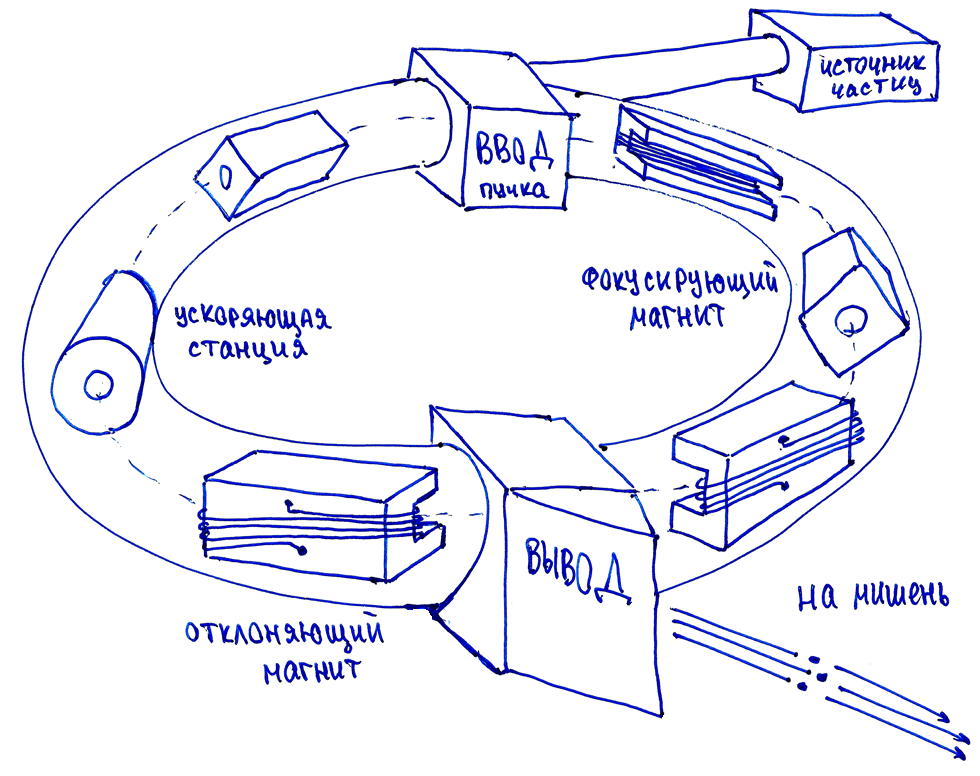 ИСТОЧНИК
ЧАСТИЦ
ВВОД
ПУЧКА
ФОКУСИРУЮЩИЙ
МАГНИТ
УСКОРЯЮЩАЯ
СТАНЦИЯ
ВЫВОД
НА МИШЕНЬ
ОТКЛОНЯЮЩИЙ
МАГНИТ